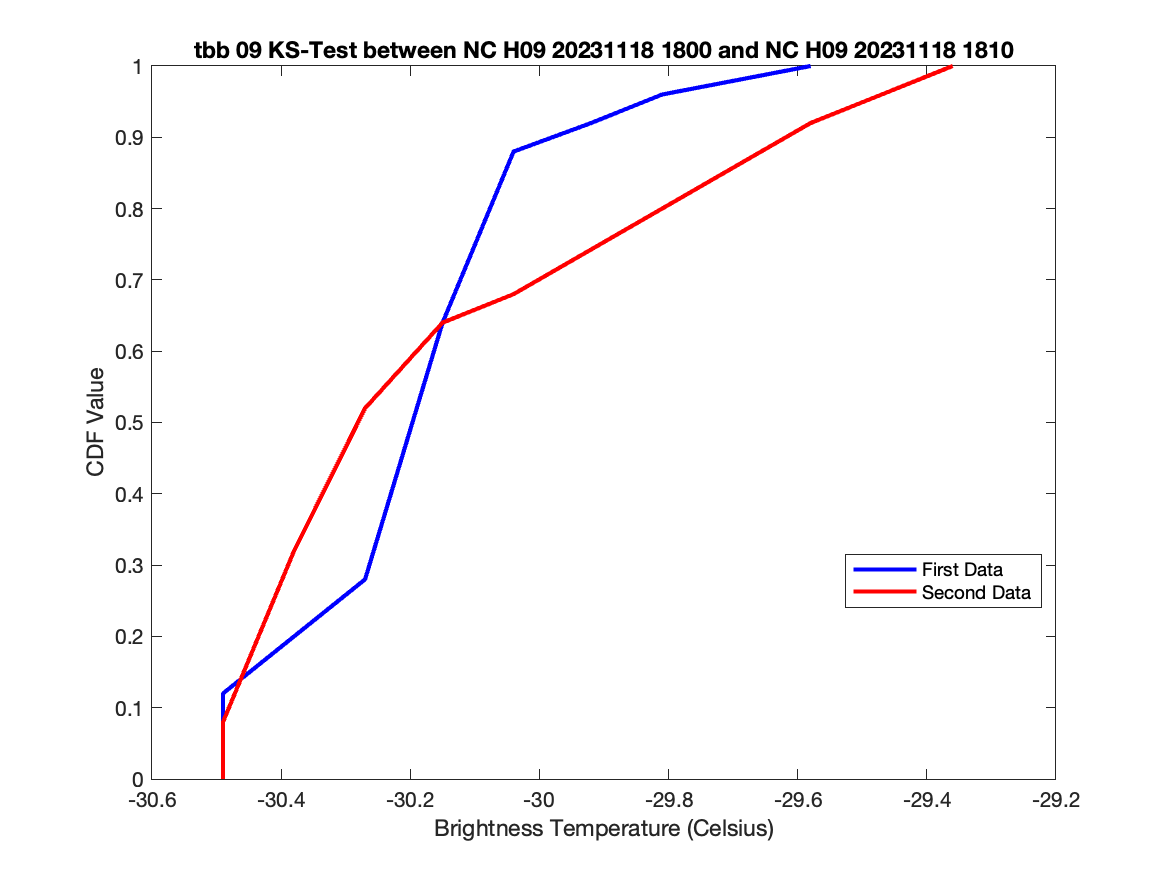 tbb 09 KS-Test between NC H09 20231118 1800 and NC H09 20231118 1810
1
0.9
0.8
0.7
0.6
0.5
0.4
0.3
0.2
0.1
0
CDF Value
First Data
Second Data
-30.6 -30.4 -30.2 -30 -29.8 -29.6 -29.4 -29.2
Brightness Temperature (Celsius)